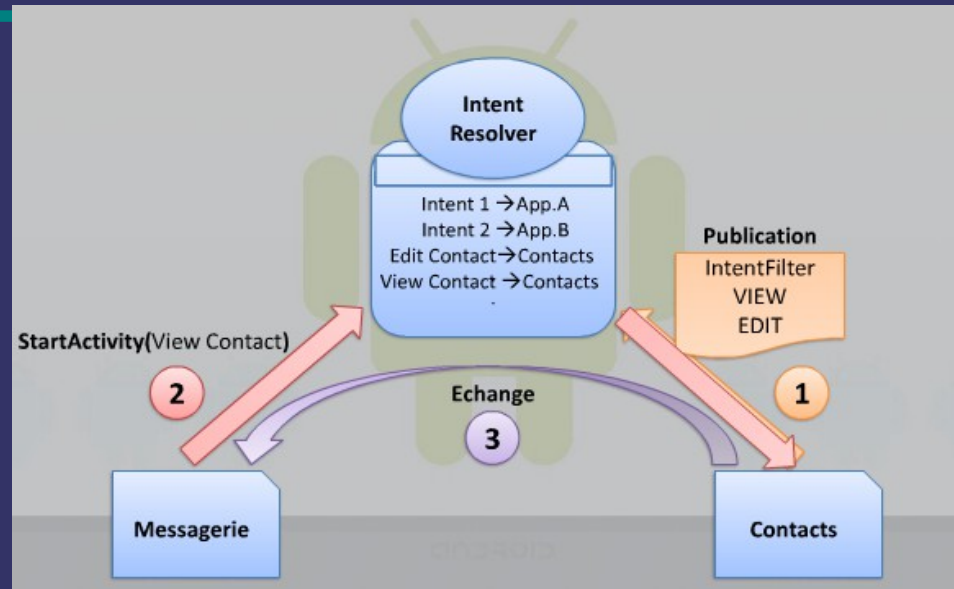 Intent
Resolver
Intent 1 →App.A
Intent 2 →App.B
Edit Contact→Contacts
View Contact →Contacts
.
Publication
IntentFilter
VIEW
EDIT
StartActivity(View Contact)
2
1
Echange
3
Messagerie
Contacts
android